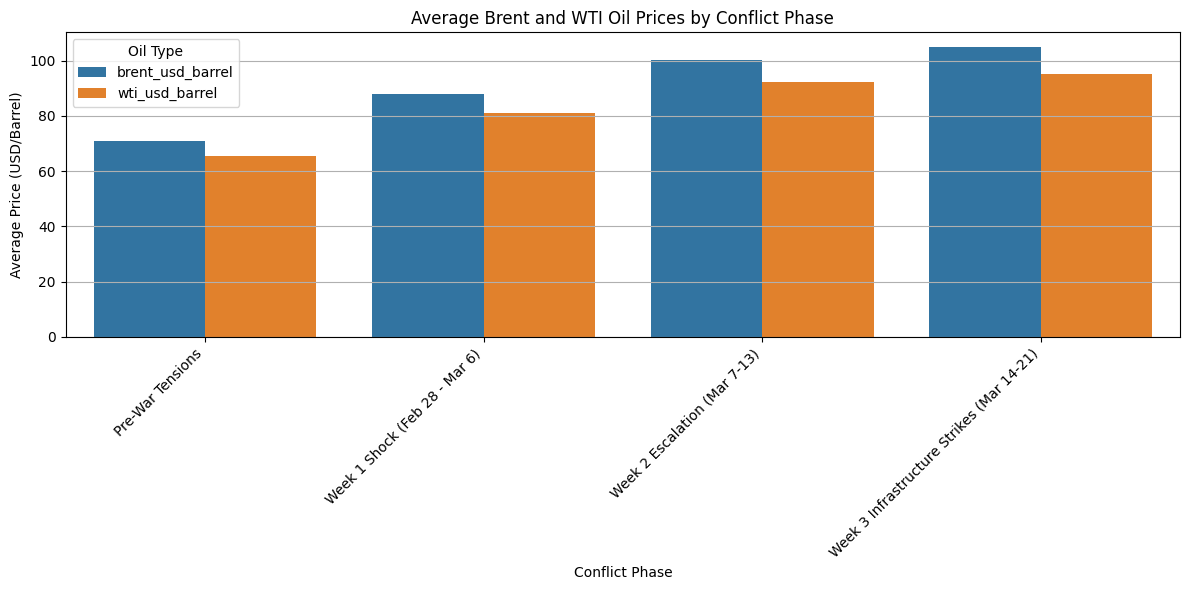 Average Brent and WTI Oil Prices by Conflict Phase
Oil Type
brent_usd_barrel
wti_usd_barrel
Average Price (USD/Barrel)
100
80
60
40
20
0
Pre-War Tensions
Week 1 Shock (Feb 28 - Mar 6)
Week 2 Escalation (Mar 7-13)
Week 3 Infrastructure Strikes (Mar 14-21)
Conflict Phase